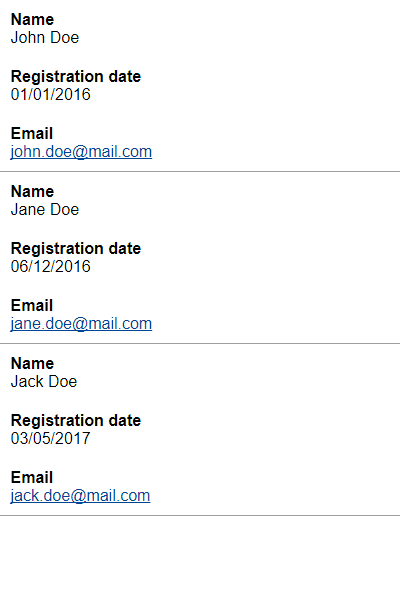 Name
John Doe
Registration date
01/01/2016
Email
john.doe@mail.com
Name
Jane Doe
Registration date
06/12/2016
Email
jane.doe@mail.com
Name
Jack Doe
Registration date
03/05/2017
Email
jack.doe@mail.com